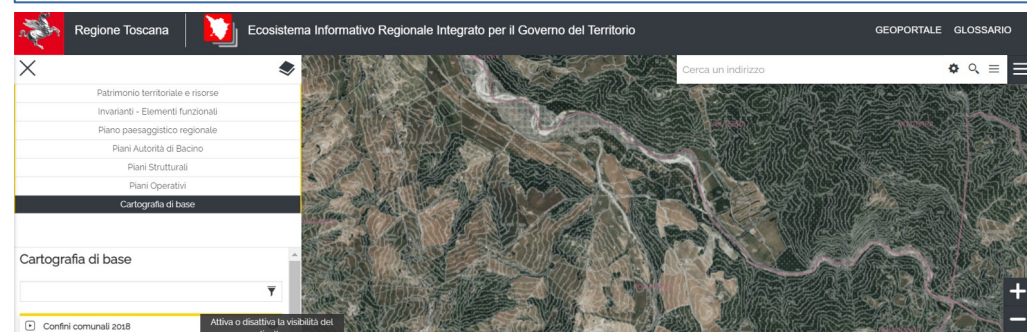 Regione Toscana
Ecosistema Informativo Regionale Integrato per il Governo del Territorio
GEOPORTALE GLOSSARIO
Cerca un indirizzo
Patrimonio territoriale e risorse
Invarianti - Elementi funzionali
Piano paesaggistico regionale
Piani Autorità di Bacino
Piani Strutturali
Piani Operativi
Cartografia di base
Cartografia di base
Confini comunali 2018
Attiva o disattiva la visibilità del